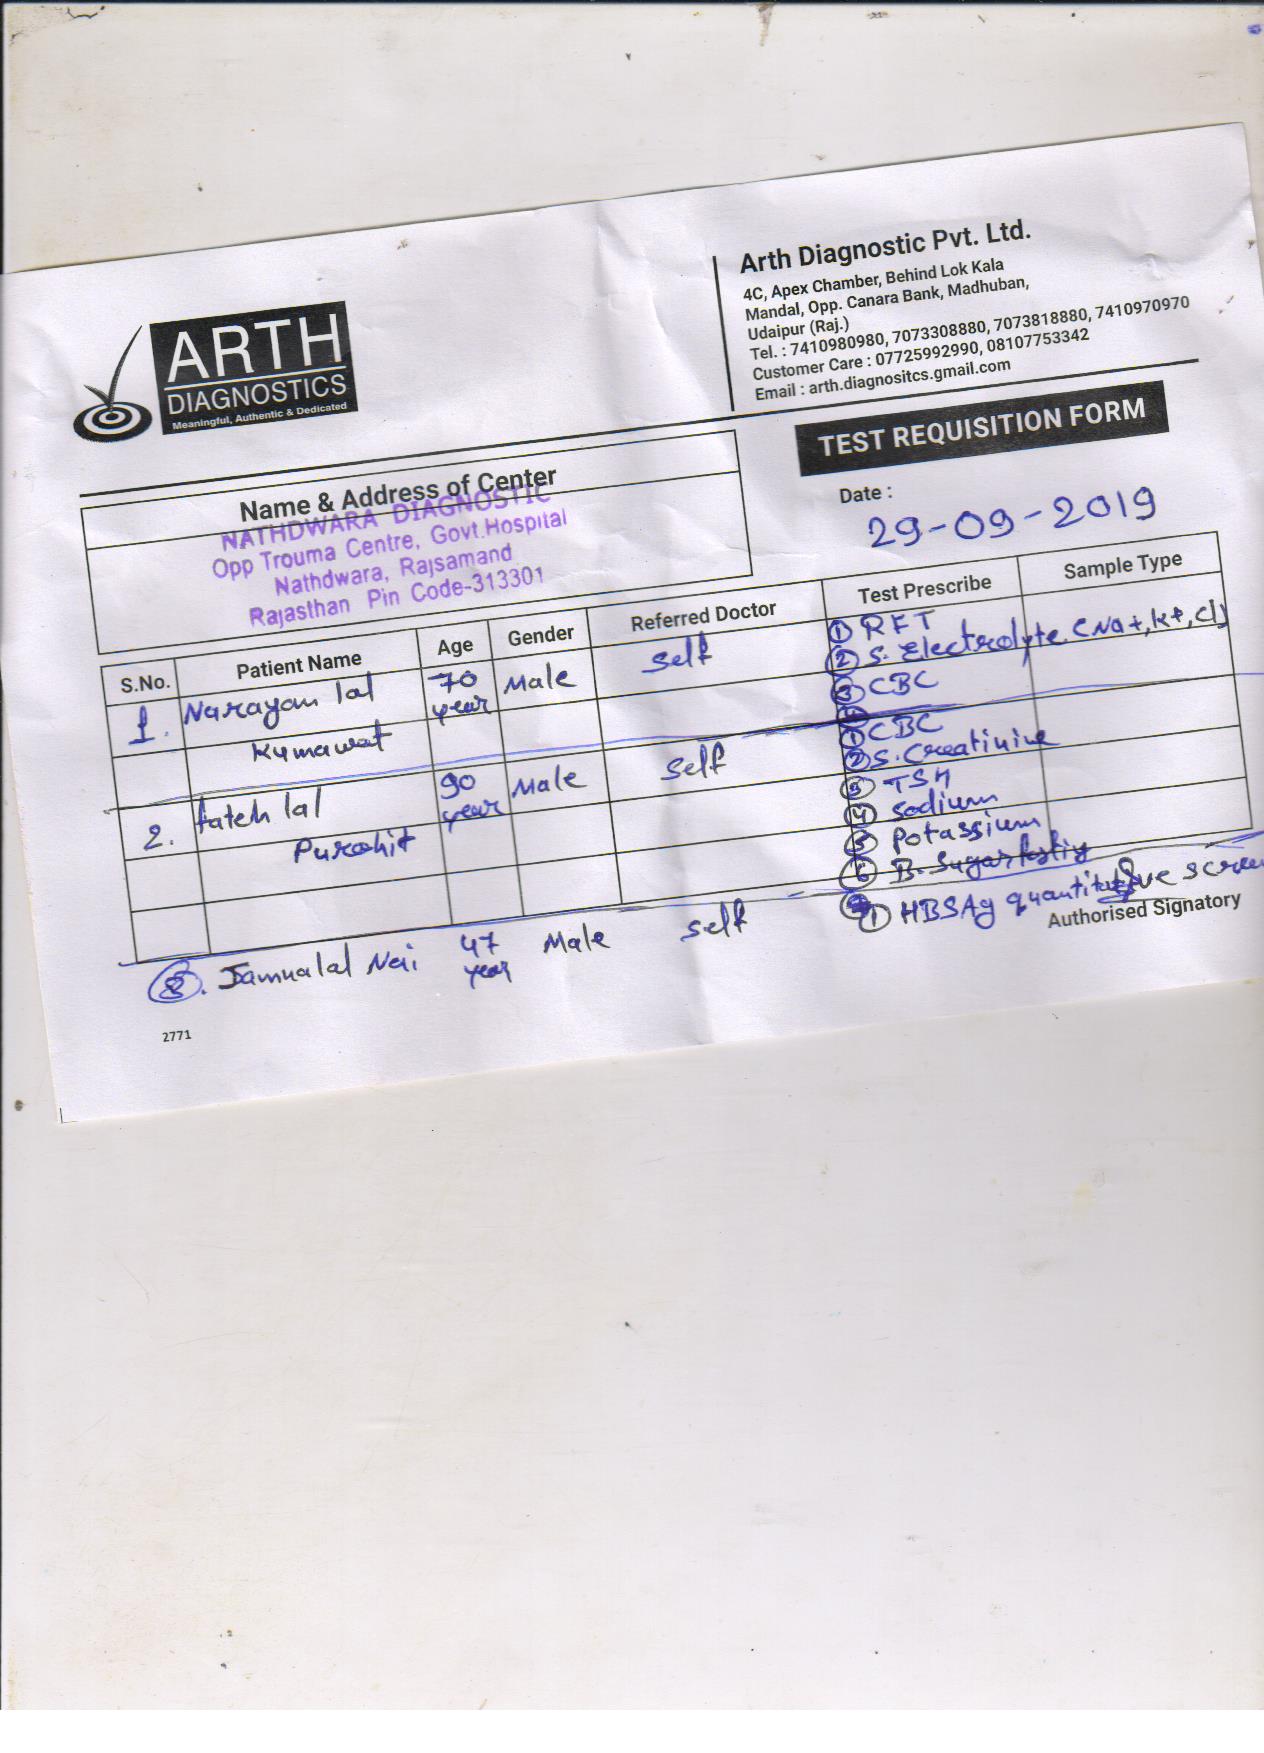 ARTH
DIAGNOSTICS
Meaningful, Authentic & Dedicated
Arth Diagnostic Pvt. Ltd.
4C, Apex Chamber, Behind Lok Kala
Mandal, Opp. Canara Bank, Madhuban,
Udaipur (Raj.)
Tel. : 7410980980, 7073308880, 7073818880, 7410970970
Customer Care : 07725992990, 08107753342
Email : arth.diagnositcs.gmail.com
TEST REQUISITION FORM
Name & Address of Center
NATHDWARA DIAGNOSTIC
Opp Trouma Centre, Govt.Hospital
Nathdwara, Rajsamand
Rajasthan Pin Code-313301
Date :
29-09-2019
S.No. Patient Name Age Gender Referred Doctor Test Prescribe Sample Type
1. Narayan lal 70 year Male Self ① RFT
② S. Electrolyte (Na+, K+, Cl)
Kumawat ③ CBC
2. fateh lal 90 year Male Self ① CBC
② S. Creatinine
Purohit ③ TSH
④ Sodium
⑤ Potassium
⑥ B. Sugar
3. Jamnalal Nai 47 year Male Self ① HBSAg quantitative screen
Authorised Signatory
2771